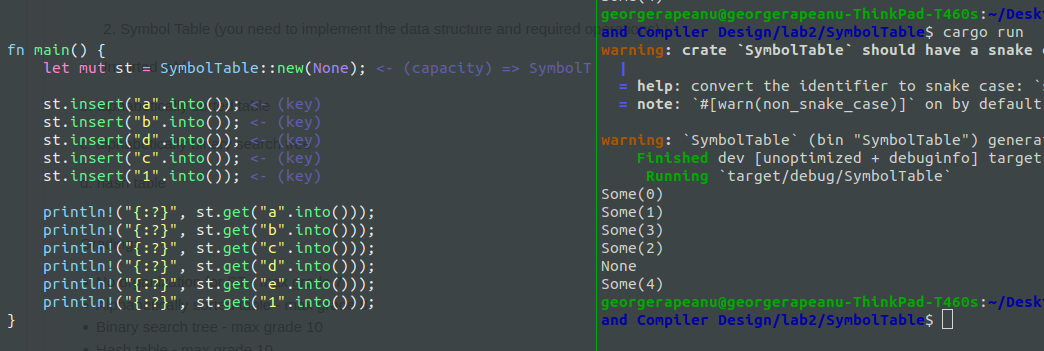 2. Symbol Table (you need to implement the data structure and required op
fn main() {
let mut st = SymbolTable::new(None); <- (capacity) => SymbolT
st.insert("a".into()); <- (key)
st.insert("b".into()); <- (key)
st.insert("d".into()); <- (key)
st.insert("c".into()); <- (key)
st.insert("1".into()); <- (key)
hash table
println!("{:?}", st.get("a".into()));
println!("{:?}", st.get("b".into()));
println!("{:?}", st.get("c".into()));
println!("{:?}", st.get("d".into()));
println!("{:?}", st.get("e".into()));
println!("{:?}", st.get("1".into()));
}
• Binary search tree - max grade 10
• Hash table - max grade 10
georgerapeanu@georgerapeanu-ThinkPad-T460s:~/Desk
and Compiler Design/lab2/SymbolTable$ cargo run
warning: crate `SymbolTable` should have a snake
|
= help: convert the identifier to snake case: `
= note: `#[warn(non_snake_case)]` on by default
warning: `SymbolTable` (bin "SymbolTable") genera
Finished dev [unoptimized + debuginfo] target
Running `target/debug/SymbolTable`
Some(0)
Some(1)
Some(3)
Some(2)
None
Some(4)
georgerapeanu@georgerapeanu-ThinkPad-T460s:~/Desk
and Compiler Design/lab2/SymbolTable$